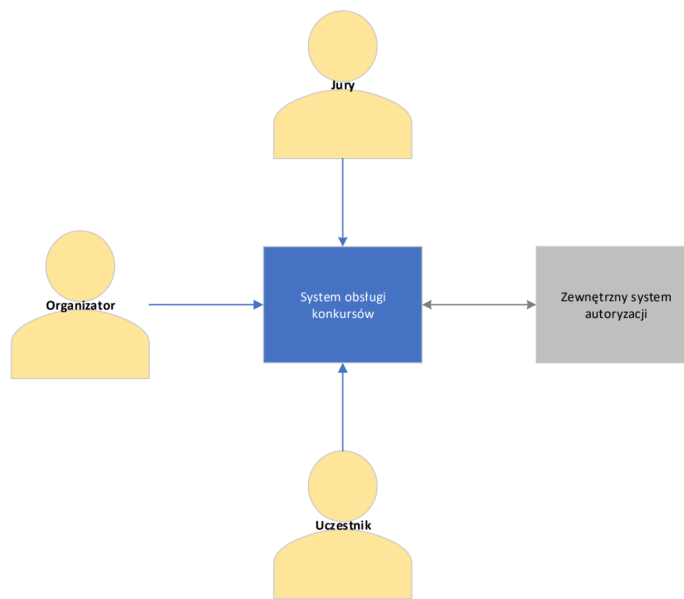 Jury
Organizator
System obsługi
konkursów
Zewnętrzny system
autoryzacji
Uczestnik